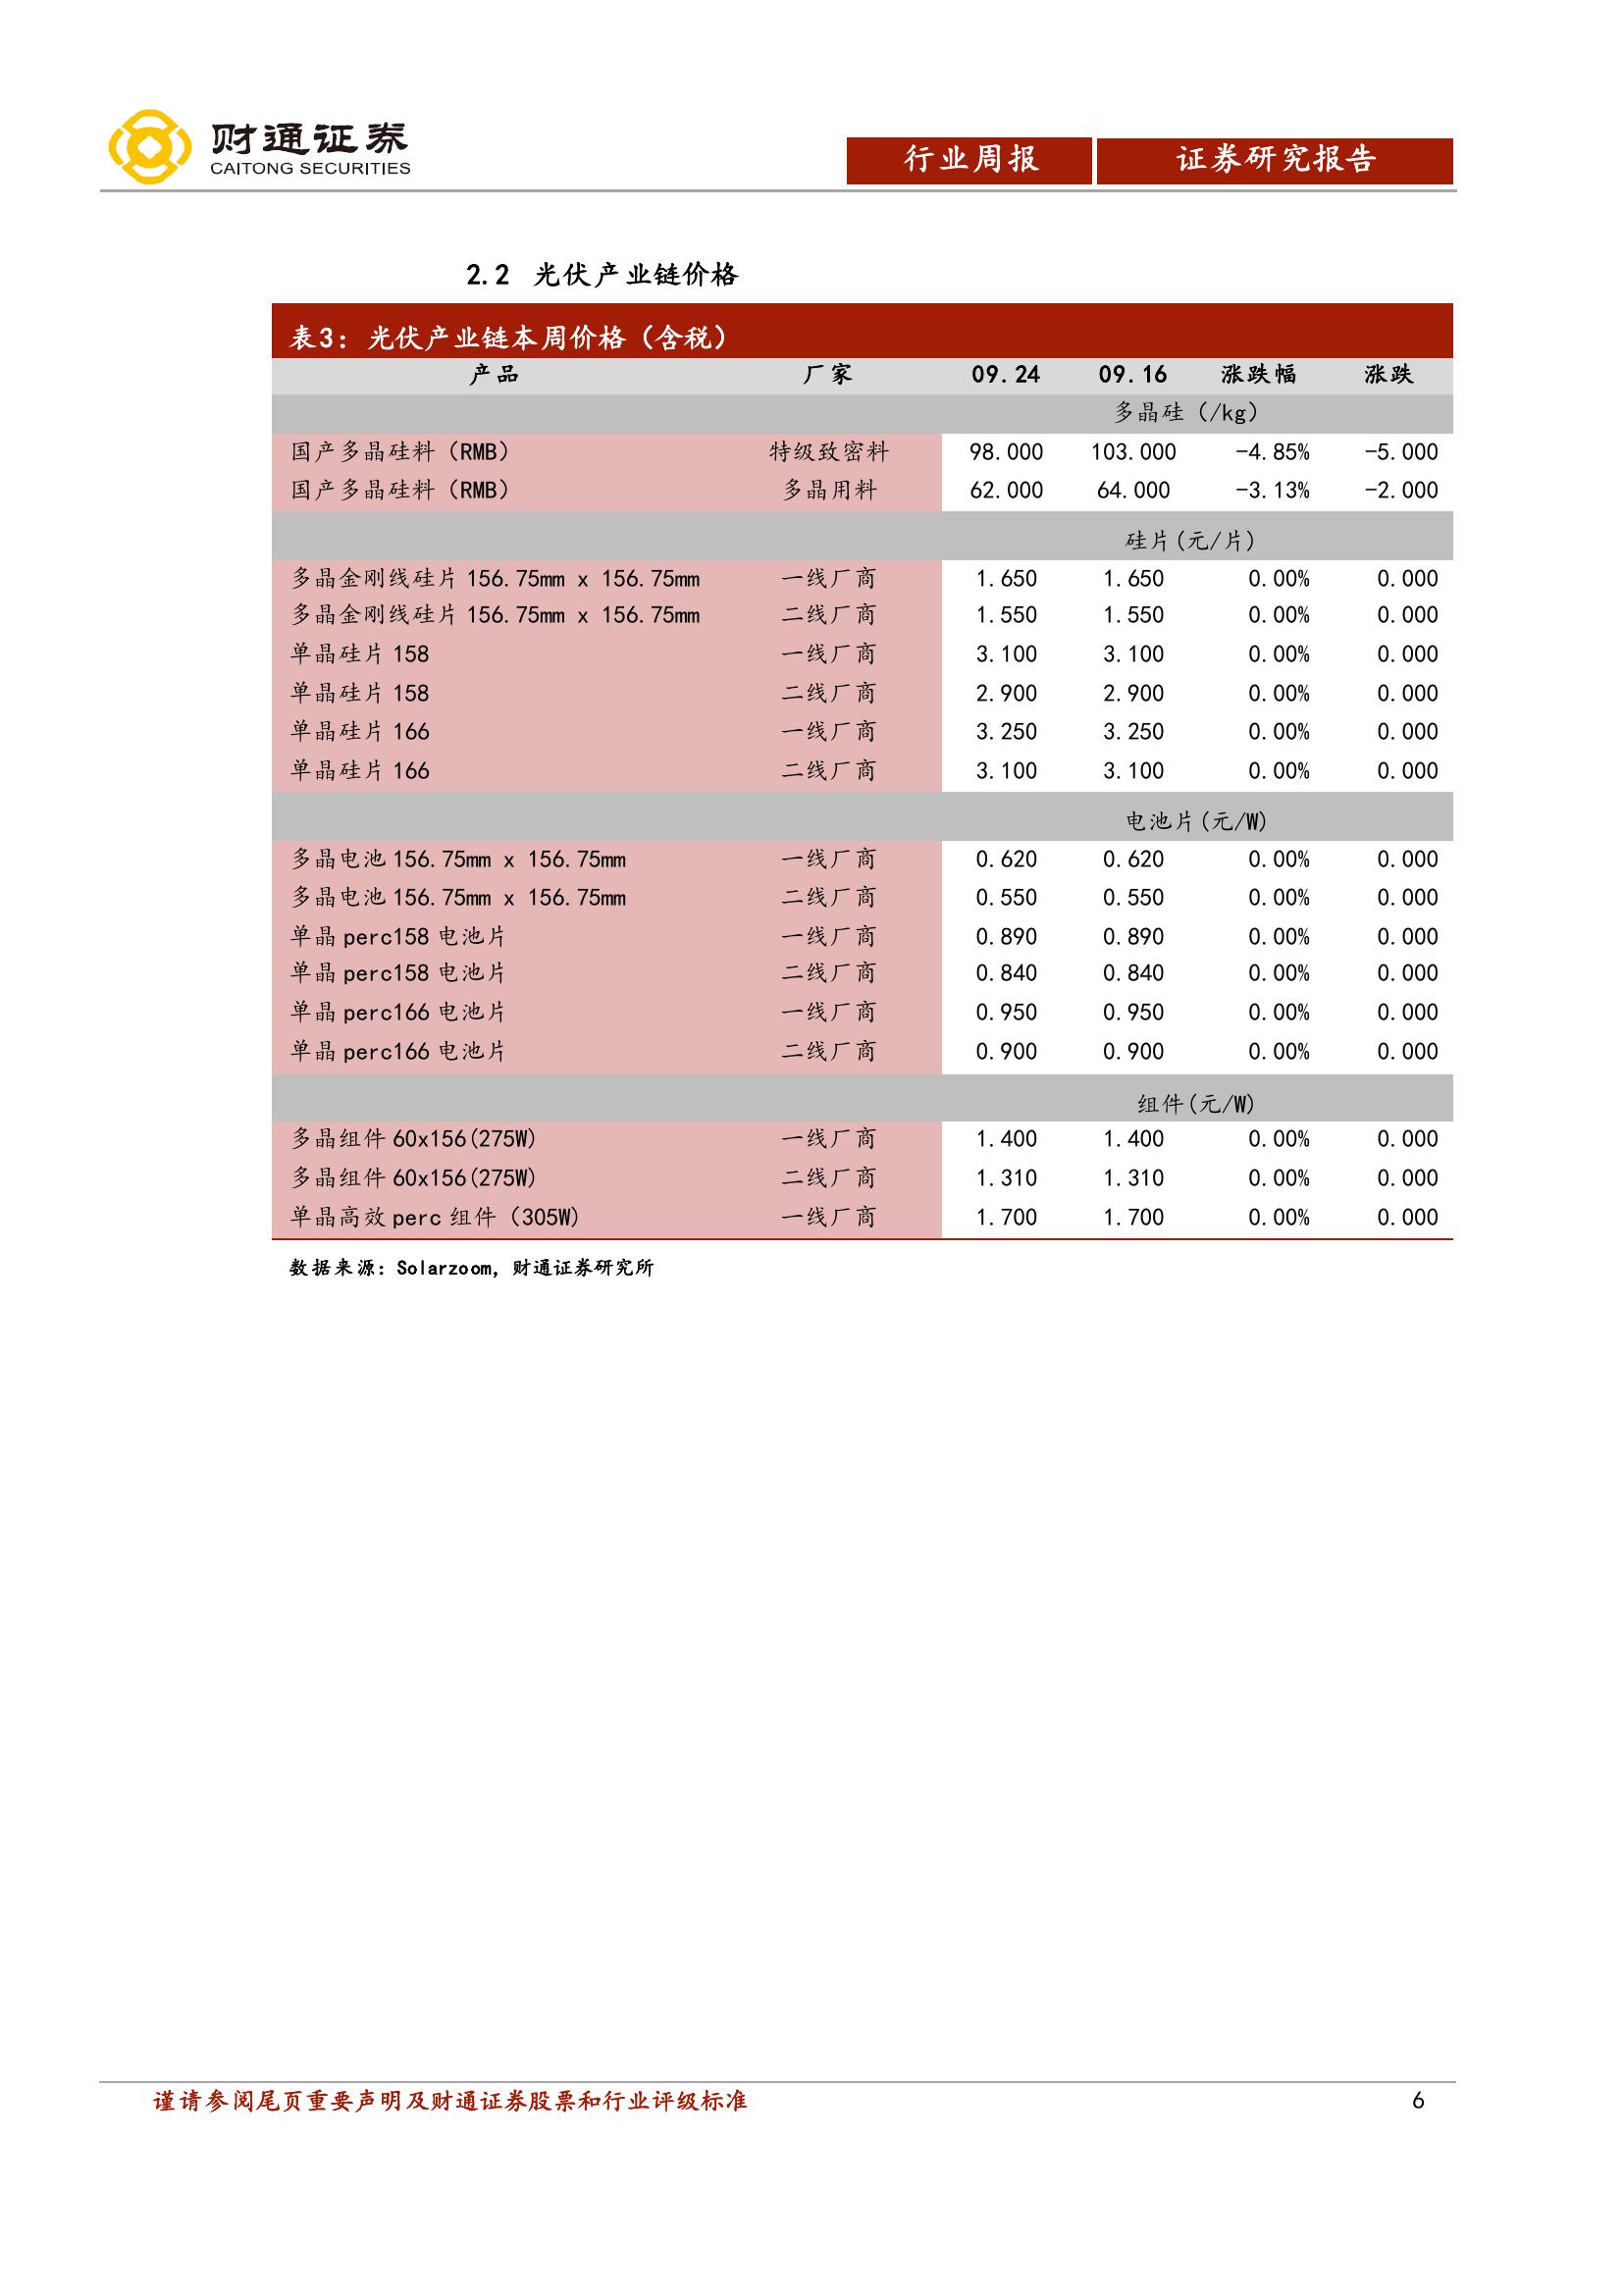 财通证券
CAITONG SECURITIES
行业周报 证券研究报告
2.2 光伏产业链价格
表3：光伏产业链本周价格（含税）
产品 厂家 09.24 09.16 涨跌幅 涨跌
多晶硅（/kg）
国产多晶硅料（RMB） 特级致密料 98.000 103.000 -4.85% -5.000
国产多晶硅料（RMB） 多晶用料 62.000 64.000 -3.13% -2.000
硅片(元/片)
多晶金刚线硅片 156.75mm x 156.75mm 一线厂商 1.650 1.650 0.00% 0.000
多晶金刚线硅片 156.75mm x 156.75mm 二线厂商 1.550 1.550 0.00% 0.000
单晶硅片 158 一线厂商 3.100 3.100 0.00% 0.000
单晶硅片 158 二线厂商 2.900 2.900 0.00% 0.000
单晶硅片 166 一线厂商 3.250 3.250 0.00% 0.000
单晶硅片 166 二线厂商 3.100 3.100 0.00% 0.000
电池片(元/W)
多晶电池 156.75mm x 156.75mm 一线厂商 0.620 0.620 0.00% 0.000
多晶电池 156.75mm x 156.75mm 二线厂商 0.550 0.550 0.00% 0.000
单晶 perc158 电池片 一线厂商 0.890 0.890 0.00% 0.000
单晶 perc158 电池片 二线厂商 0.840 0.840 0.00% 0.000
单晶 perc166 电池片 一线厂商 0.950 0.950 0.00% 0.000
单晶 perc166 电池片 二线厂商 0.900 0.900 0.00% 0.000
组件(元/W)
多晶组件 60x156(275W) 一线厂商 1.400 1.400 0.00% 0.000
多晶组件 60x156(275W) 二线厂商 1.310 1.310 0.00% 0.000
单晶高效 perc 组件（305W) 一线厂商 1.700 1.700 0.00% 0.000
数据来源：Solarzoom，财通证券研究所
谨请参阅尾页重要声明及财通证券股票和行业评级标准 6